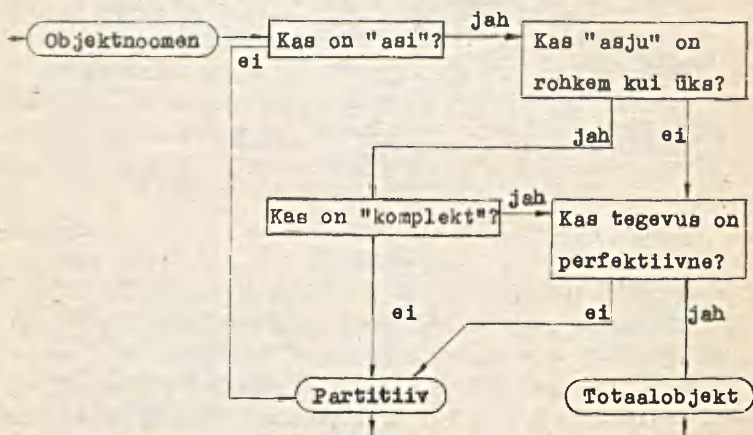 Objektnoomen
Kas on "asi"?
jah
ei
Kas "asju" on
rohkem kui üks?
jah
ei
Kas on "komplekt"?
jah
Kas tegevus on
perfektiivne?
ei
ei
jah
Partitiiv
Totaalobjekt